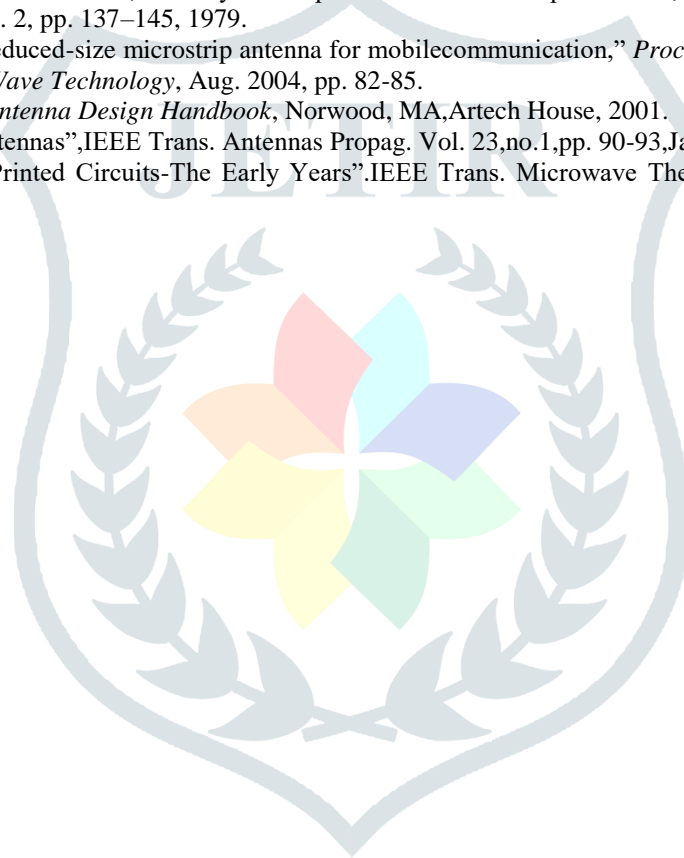 . 2, pp. 137–145, 1979.
educed-size microstrip antenna for mobilecommunication,” Proc
Wave Technology, Aug. 2004, pp. 82-85.
ntenna Design Handbook, Norwood, MA,Artech House, 2001.
tennas”,IEEE Trans. Antennas Propag. Vol. 23,no.1,pp. 90-93,Ja
Printed Circuits-The Early Years”.IEEE Trans. Microwave The
JETIR